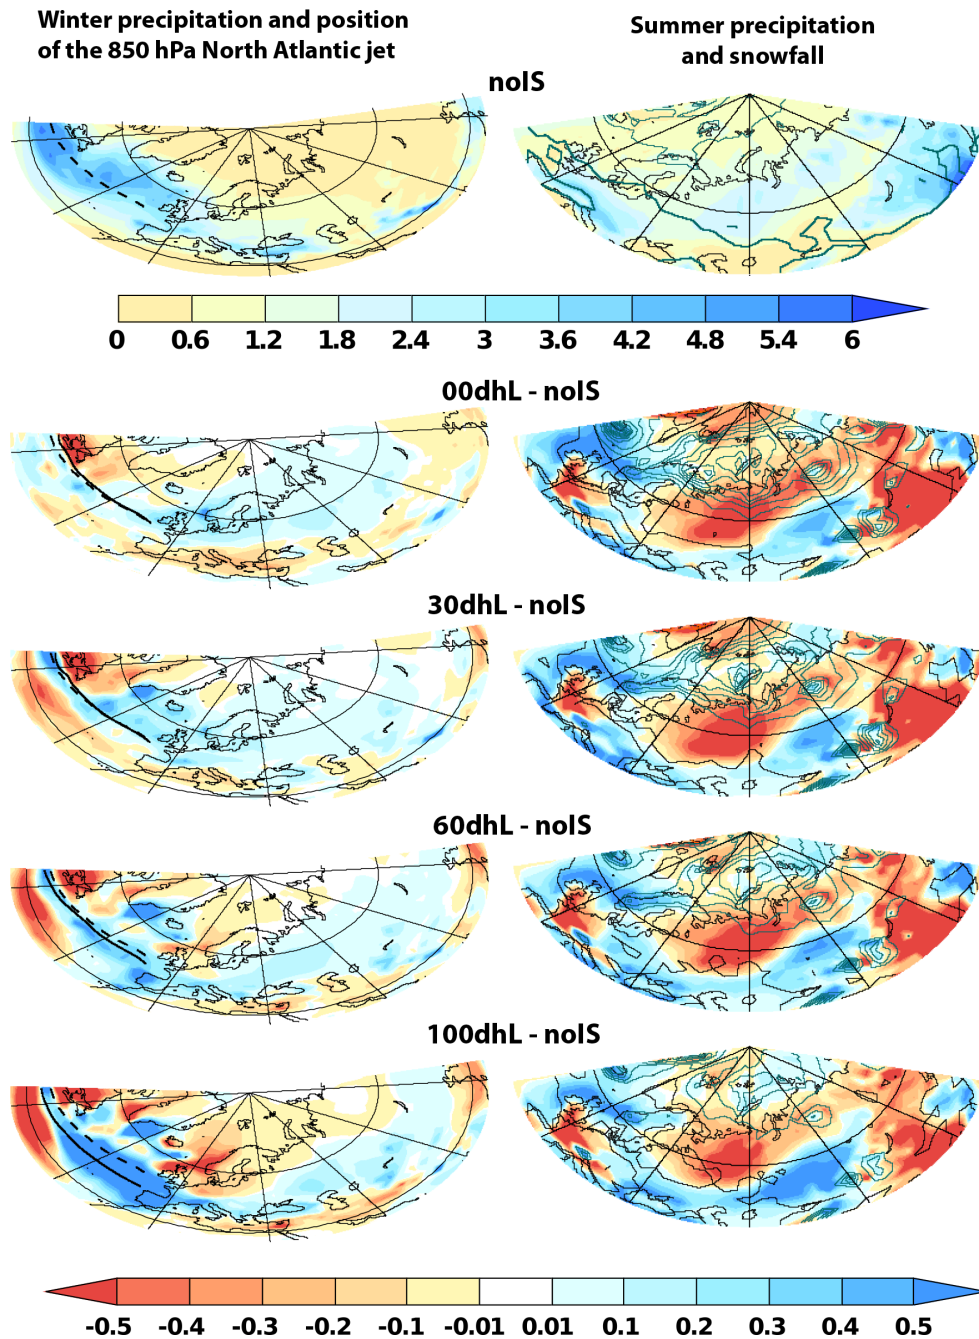 Winter precipitation and position
of the 850 hPa North Atlantic jet
Summer precipitation
and snowfall
noIS
0 0.6 1.2 1.8 2.4 3 3.6 4.2 4.8 5.4 6
00dhL - noIS
30dhL - noIS
60dhL - noIS
100dhL - noIS
-0.5 -0.4 -0.3 -0.2 -0.1 -0.01 0.01 0.1 0.2 0.3 0.4 0.5